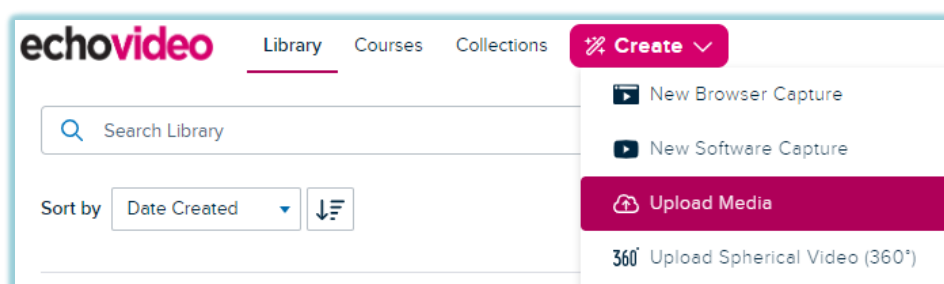 echovideo Library Courses Collections Create
New Browser Capture
Search Library
New Software Capture
Sort by Date Created
Upload Media
360° Upload Spherical Video (360°)